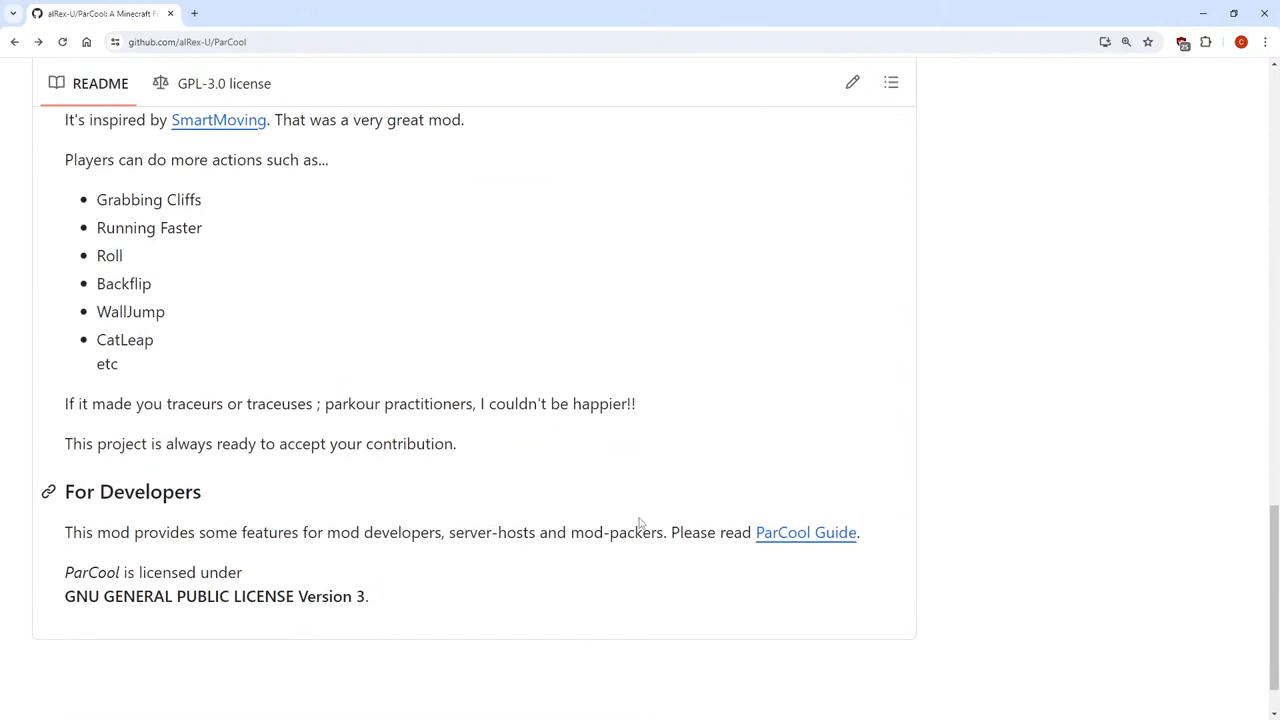 alRex-U/ParCool: A Minecraft F
github.com/alRex-U/ParCool
README
GPL-3.0 license
It's inspired by SmartMoving. That was a very great mod.
Players can do more actions such as...
Grabbing Cliffs
Running Faster
Roll
Backflip
WallJump
CatLeap
etc
If it made you traceurs or traceuses ; parkour practitioners, I couldn't be happier!!
This project is always ready to accept your contribution.
For Developers
This mod provides some features for mod developers, server-hosts and mod-packers. Please read ParCool Guide.
ParCool is licensed under
GNU GENERAL PUBLIC LICENSE Version 3.